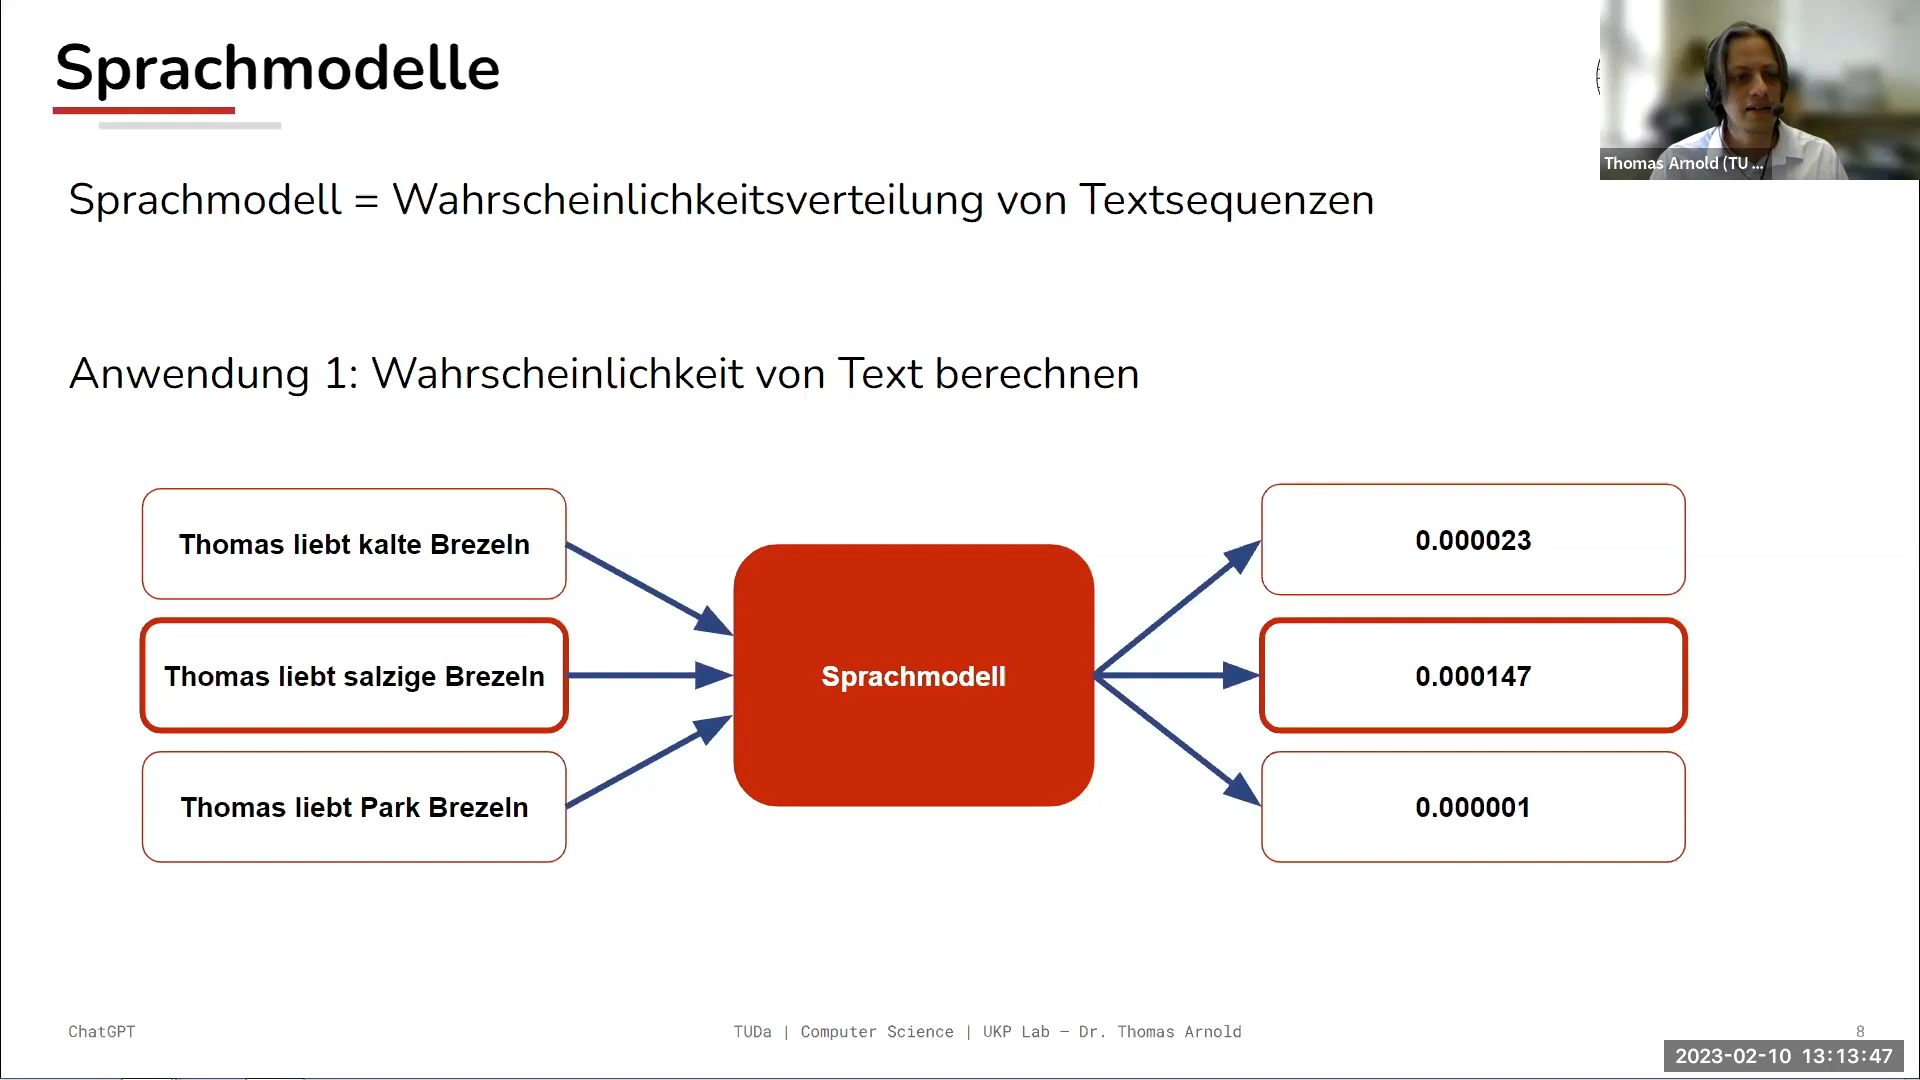 Sprachmodelle
Thomas Arnold (TU ...
Sprachmodell = Wahrscheinlichkeitsverteilung von Textsequenzen
Anwendung 1: Wahrscheinlichkeit von Text berechnen
Thomas liebt kalte Brezeln
0.000023
Thomas liebt salzige Brezeln
Sprachmodell
0.000147
Thomas liebt Park Brezeln
0.000001
ChatGPT
TUDa | Computer Science | UKP Lab – Dr. Thomas Arnold
8
2023-02-10 13:13:47